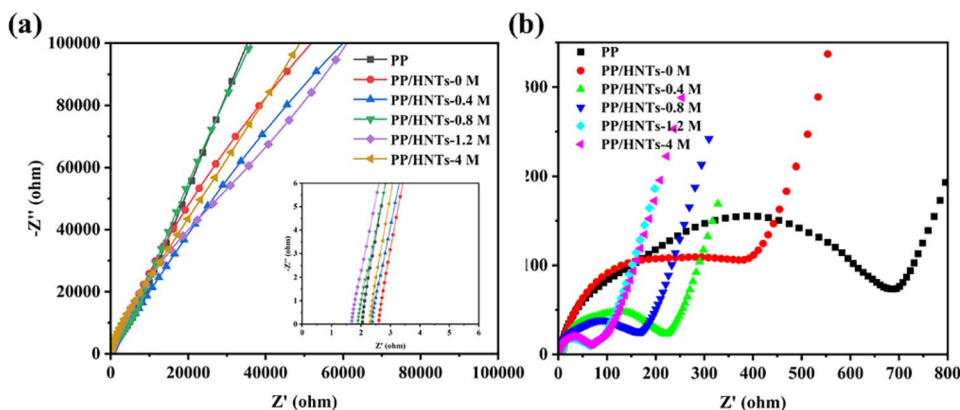 (a)
100000
80000
60000
40000
20000
0
-Z'' (ohm)
PP
PP/HNTs-0 M
PP/HNTs-0.4 M
PP/HNTs-0.8 M
PP/HNTs-1.2 M
PP/HNTs-4 M
6
5
4
3
2
1
0
-Z'' (ohm)
0 1 2 3 4 5 6
Z' (ohm)
0 20000 40000 60000 80000 100000
Z' (ohm)
(b)
300
250
200
150
100
50
0
PP
PP/HNTs-0 M
PP/HNTs-0.4 M
PP/HNTs-0.8 M
PP/HNTs-1.2 M
PP/HNTs-4 M
0 100 200 300 400 500 600 700 800
Z' (ohm)